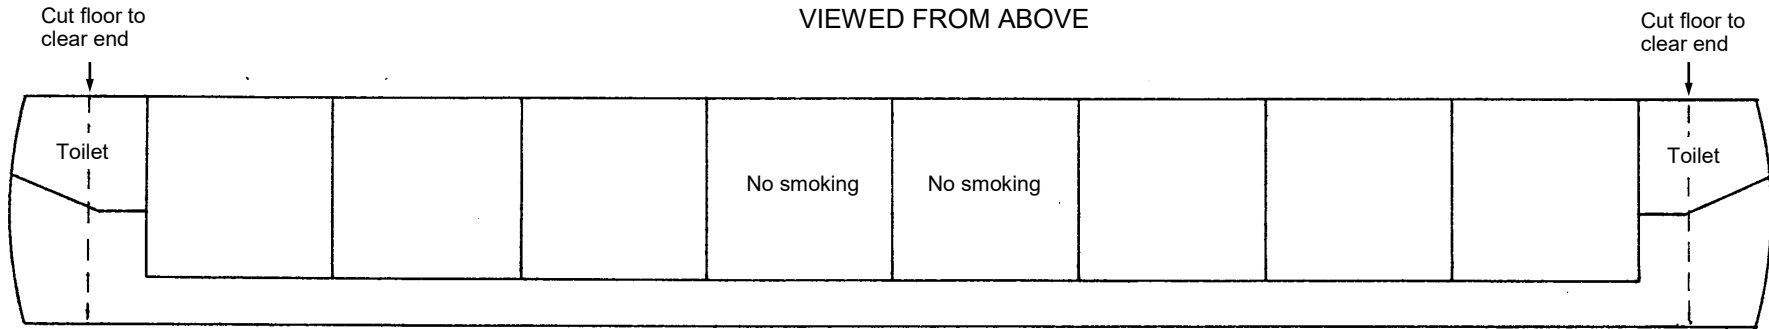 VIEWED FROM ABOVE
Cut floor to
clear end
Cut floor to
clear end
Toilet
No smoking
No smoking
Toilet